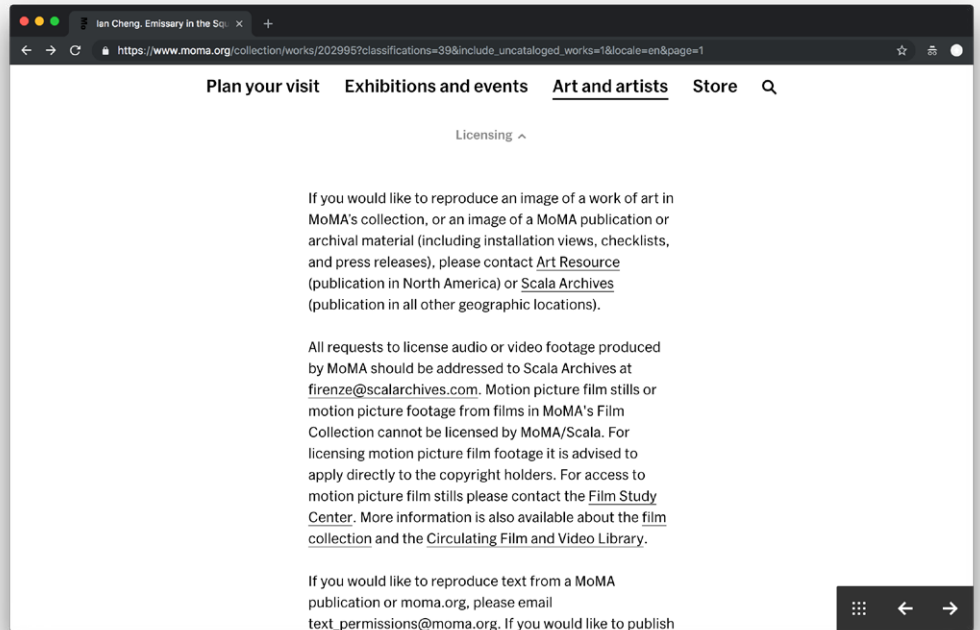 Ian Cheng. Emissary in the Squ
https://www.moma.org/collection/works/202995?classifications=39&include_uncataloged_works=1&locale=en&page=1
Plan your visit Exhibitions and events Art and artists Store
Licensing
If you would like to reproduce an image of a work of art in
MoMA's collection, or an image of a MoMA publication or
archival material (including installation views, checklists,
and press releases), please contact Art Resource
(publication in North America) or Scala Archives
(publication in all other geographic locations).
All requests to license audio or video footage produced
by MoMA should be addressed to Scala Archives at
firenze@scalarchives.com. Motion picture film stills or
motion picture footage from films in MoMA's Film
Collection cannot be licensed by MoMA/Scala. For
licensing motion picture film footage it is advised to
apply directly to the copyright holders. For access to
motion picture film stills please contact the Film Study
Center. More information is also available about the film
collection and the Circulating Film and Video Library.
If you would like to reproduce text from a MoMA
publication or moma.org, please email
text_permissions@moma.org. If you would like to publish